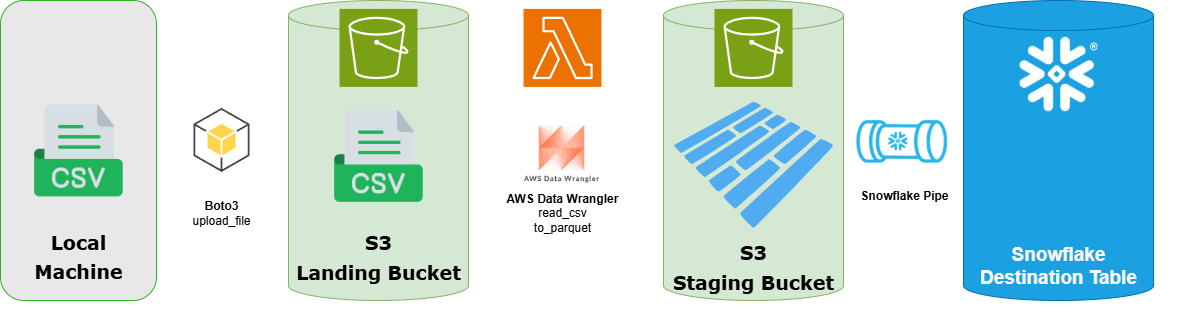 CSV
Local
Machine
Boto3
upload_file
CSV
S3
Landing Bucket
AWS Data Wrangler
AWS Data Wrangler
read_csv
to_parquet
S3
Staging Bucket
Snowflake Pipe
®
Snowflake
Destination Table